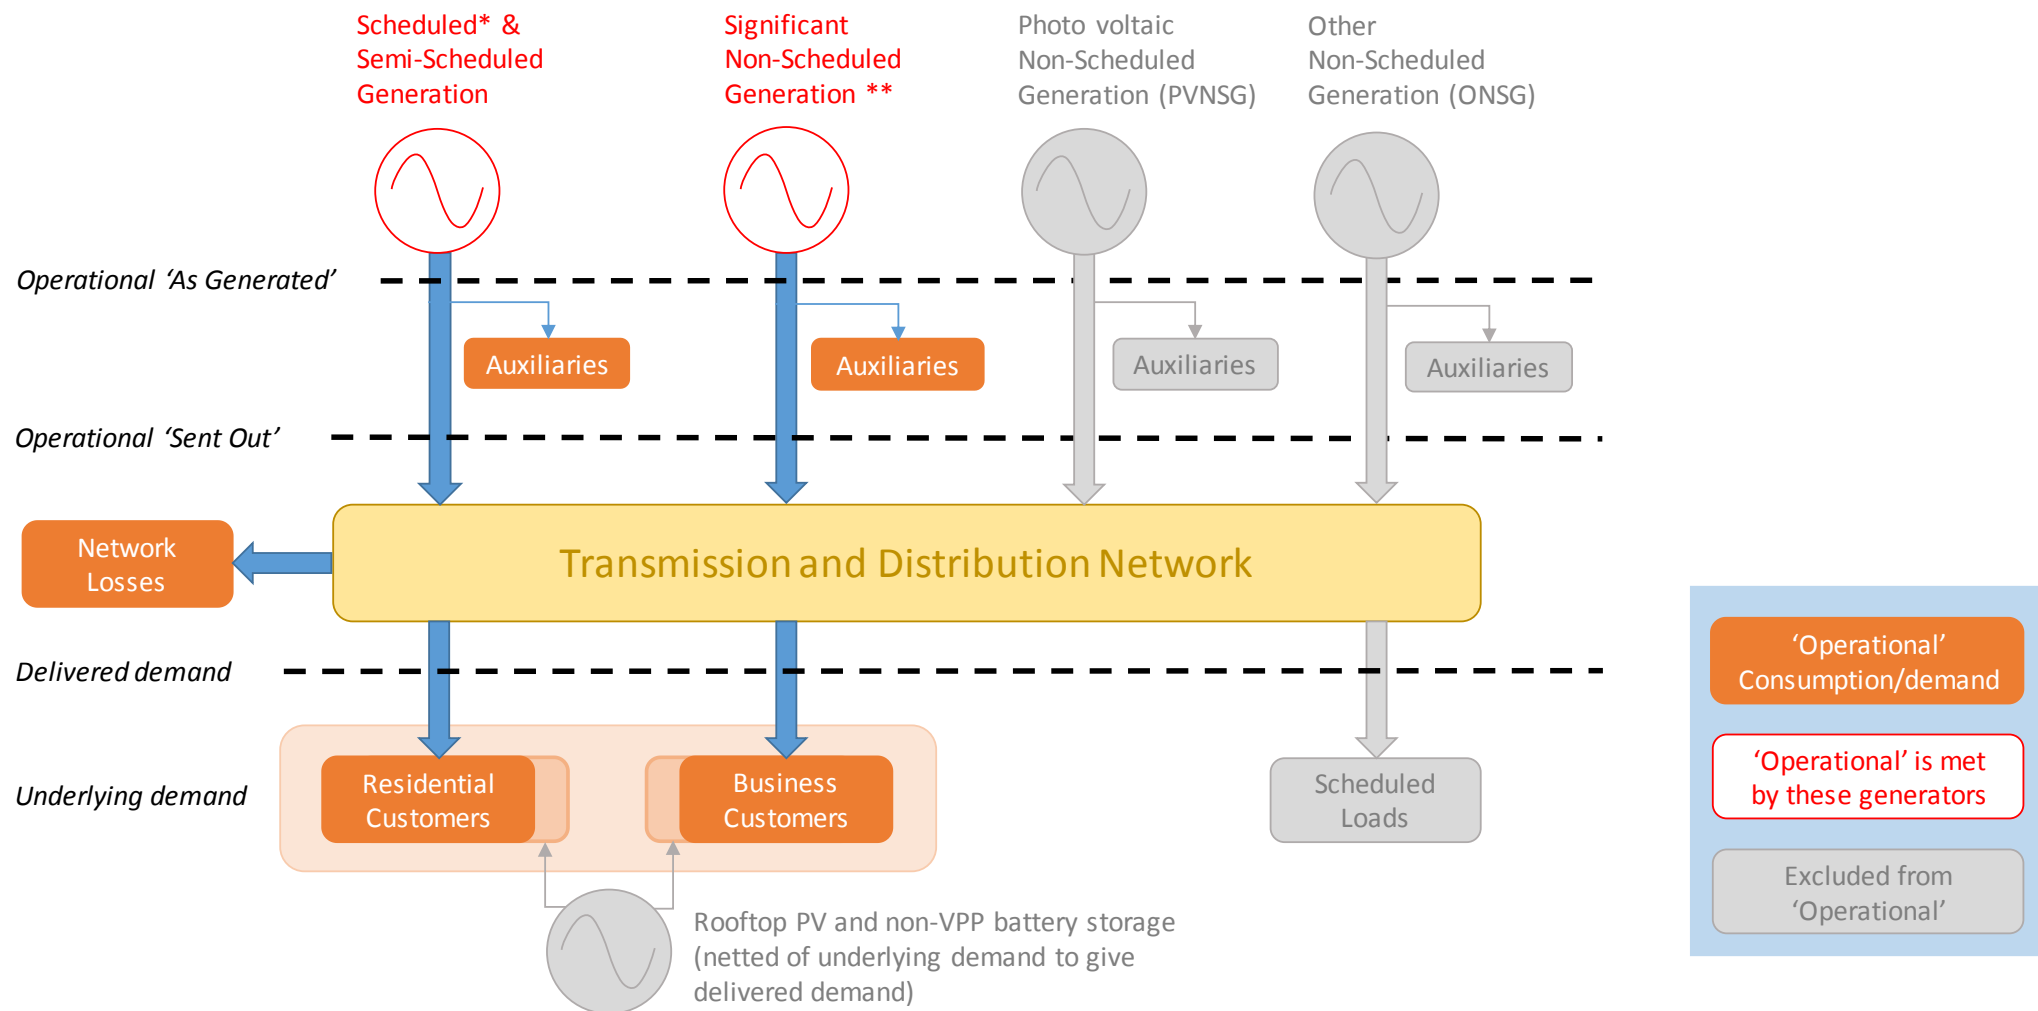 Scheduled* &
Semi-Scheduled
Generation
Significant
Non-Scheduled
Generation **
Photo voltaic
Non-Scheduled
Generation (PVNSG)
Other
Non-Scheduled
Generation (ONSG)
Operational ‘As Generated’
Auxiliaries
Auxiliaries
Auxiliaries
Auxiliaries
Operational ‘Sent Out’
Network
Losses
Transmission and Distribution Network
Delivered demand
Underlying demand
Residential
Customers
Business
Customers
Scheduled
Loads
Rooftop PV and non-VPP battery storage
(netted of underlying demand to give
delivered demand)
‘Operational’
Consumption/demand
‘Operational’ is met
by these generators
Excluded from
‘Operational’